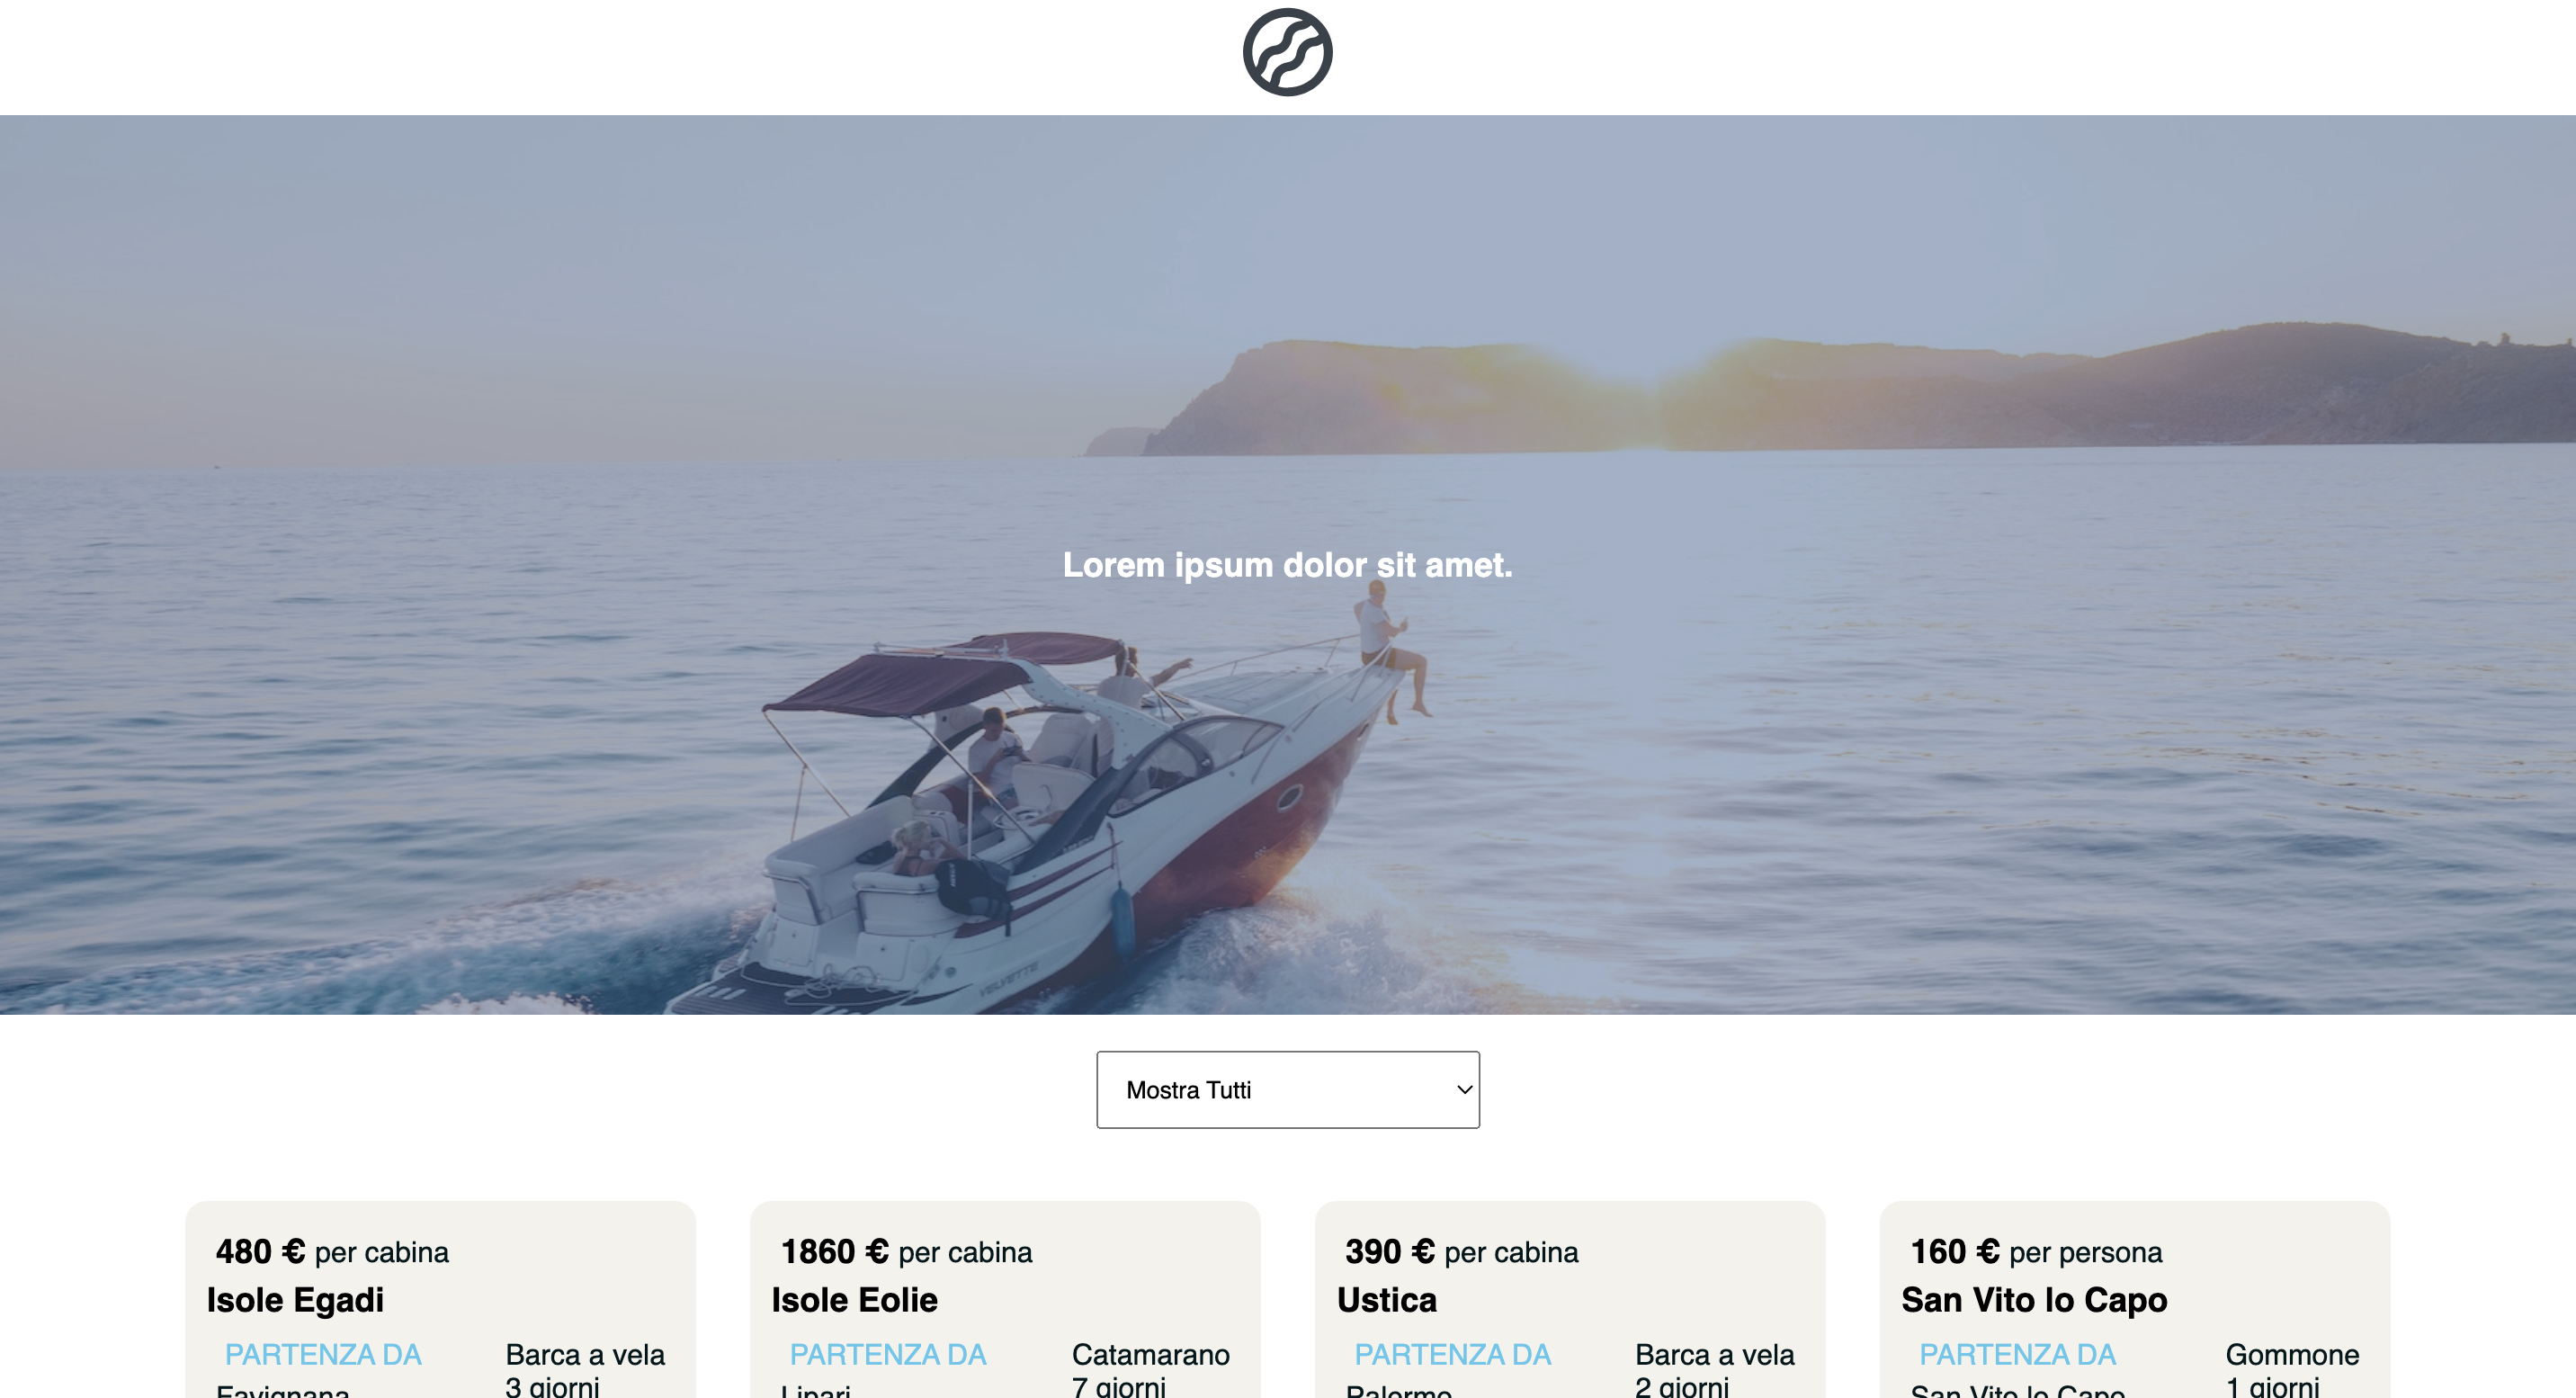 Lorem ipsum dolor sit amet.
VELVETTE
Mostra Tutti
480 € per cabina
Isole Egadi
PARTENZA DA
Favignana
Barca a vela
3 giorni
1860 € per cabina
Isole Eolie
PARTENZA DA
Lipari
Catamarano
7 giorni
390 € per cabina
Ustica
PARTENZA DA
Palermo
Barca a vela
2 giorni
160 € per persona
San Vito lo Capo
PARTENZA DA
San Vito lo Capo
Gommone
1 giorni